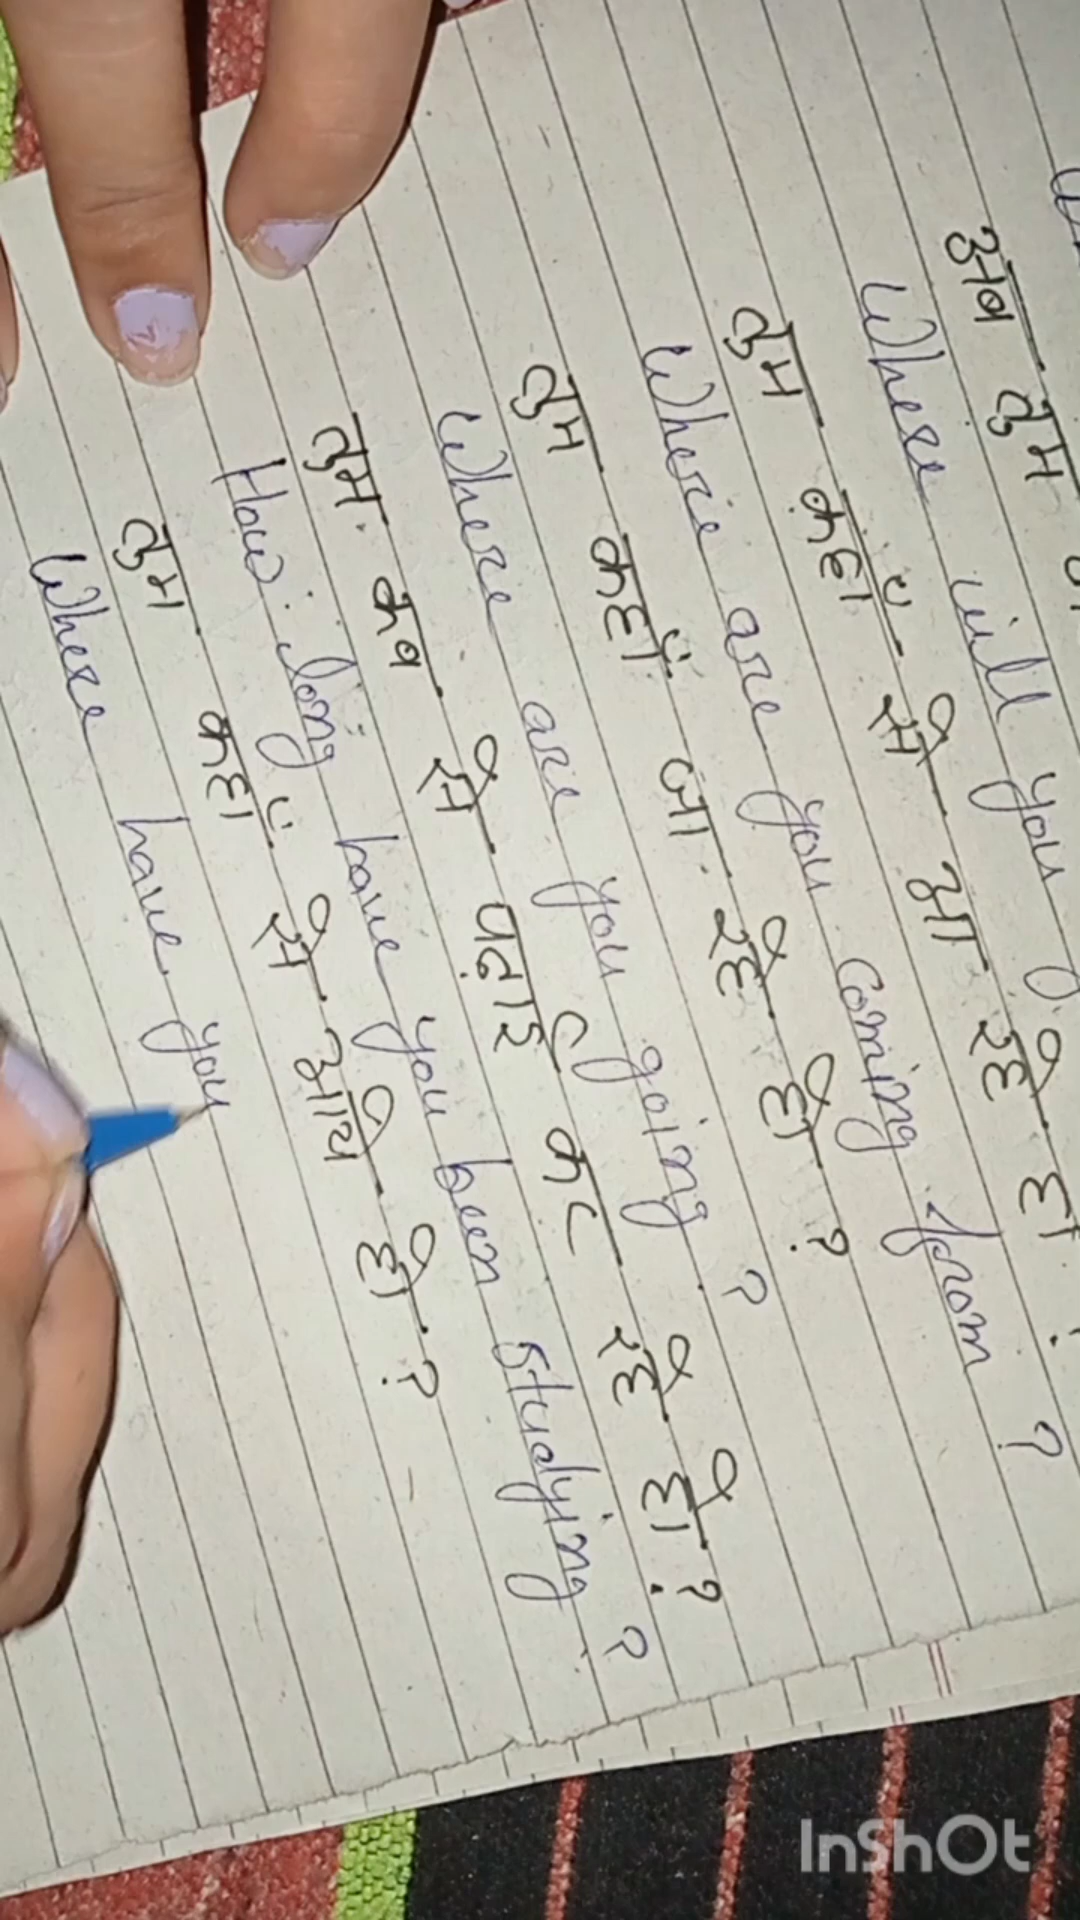 अब तुम
Where will you g
तुम कहाँ से आ रहे हो
Where are you coming from ?
तुम कहाँ जा रहे हो ?
Where are you going ?
तुम कब से पढ़ाई कर रहे हो ?
How long have you been studying ?
तुम कहाँ से आये हो ?
Where have you
InShOt